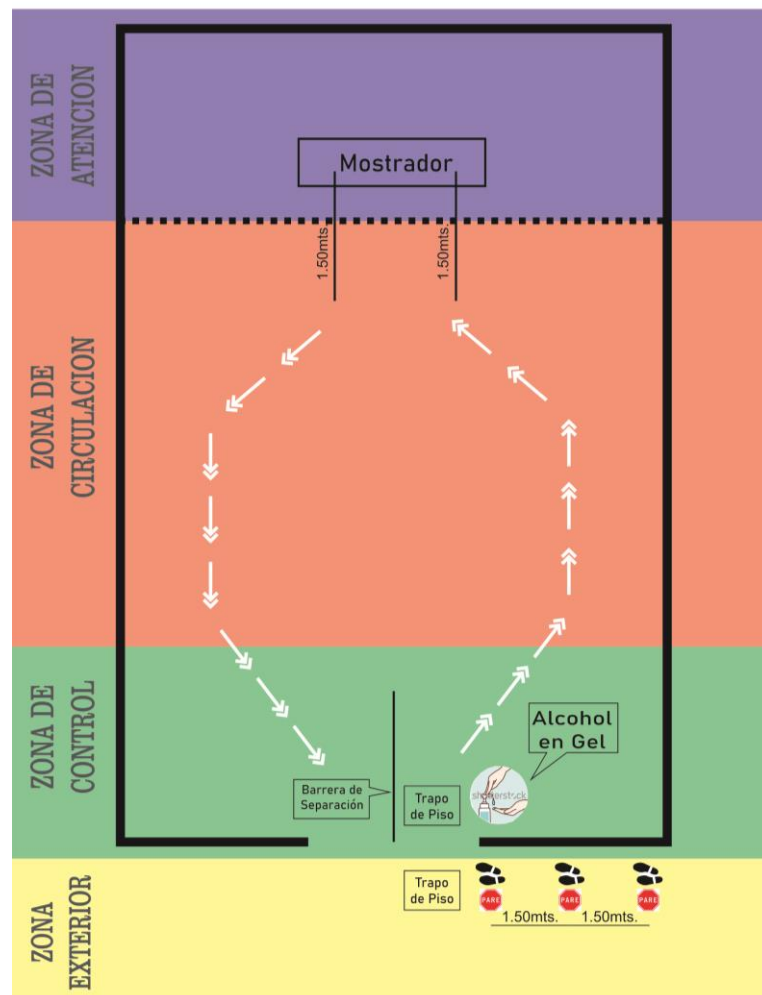 ZONA DE
ATENCION
Mostrador
1.50mts.
1.50mts.
ZONA DE
CIRCULACION
ZONA DE
CONTROL
Alcohol
en Gel
Barrera de
Separación
Trapo
de Piso
shutterstock
ZONA
EXTERIOR
Trapo
de Piso
PARE
PARE
PARE
1.50mts.
1.50mts.